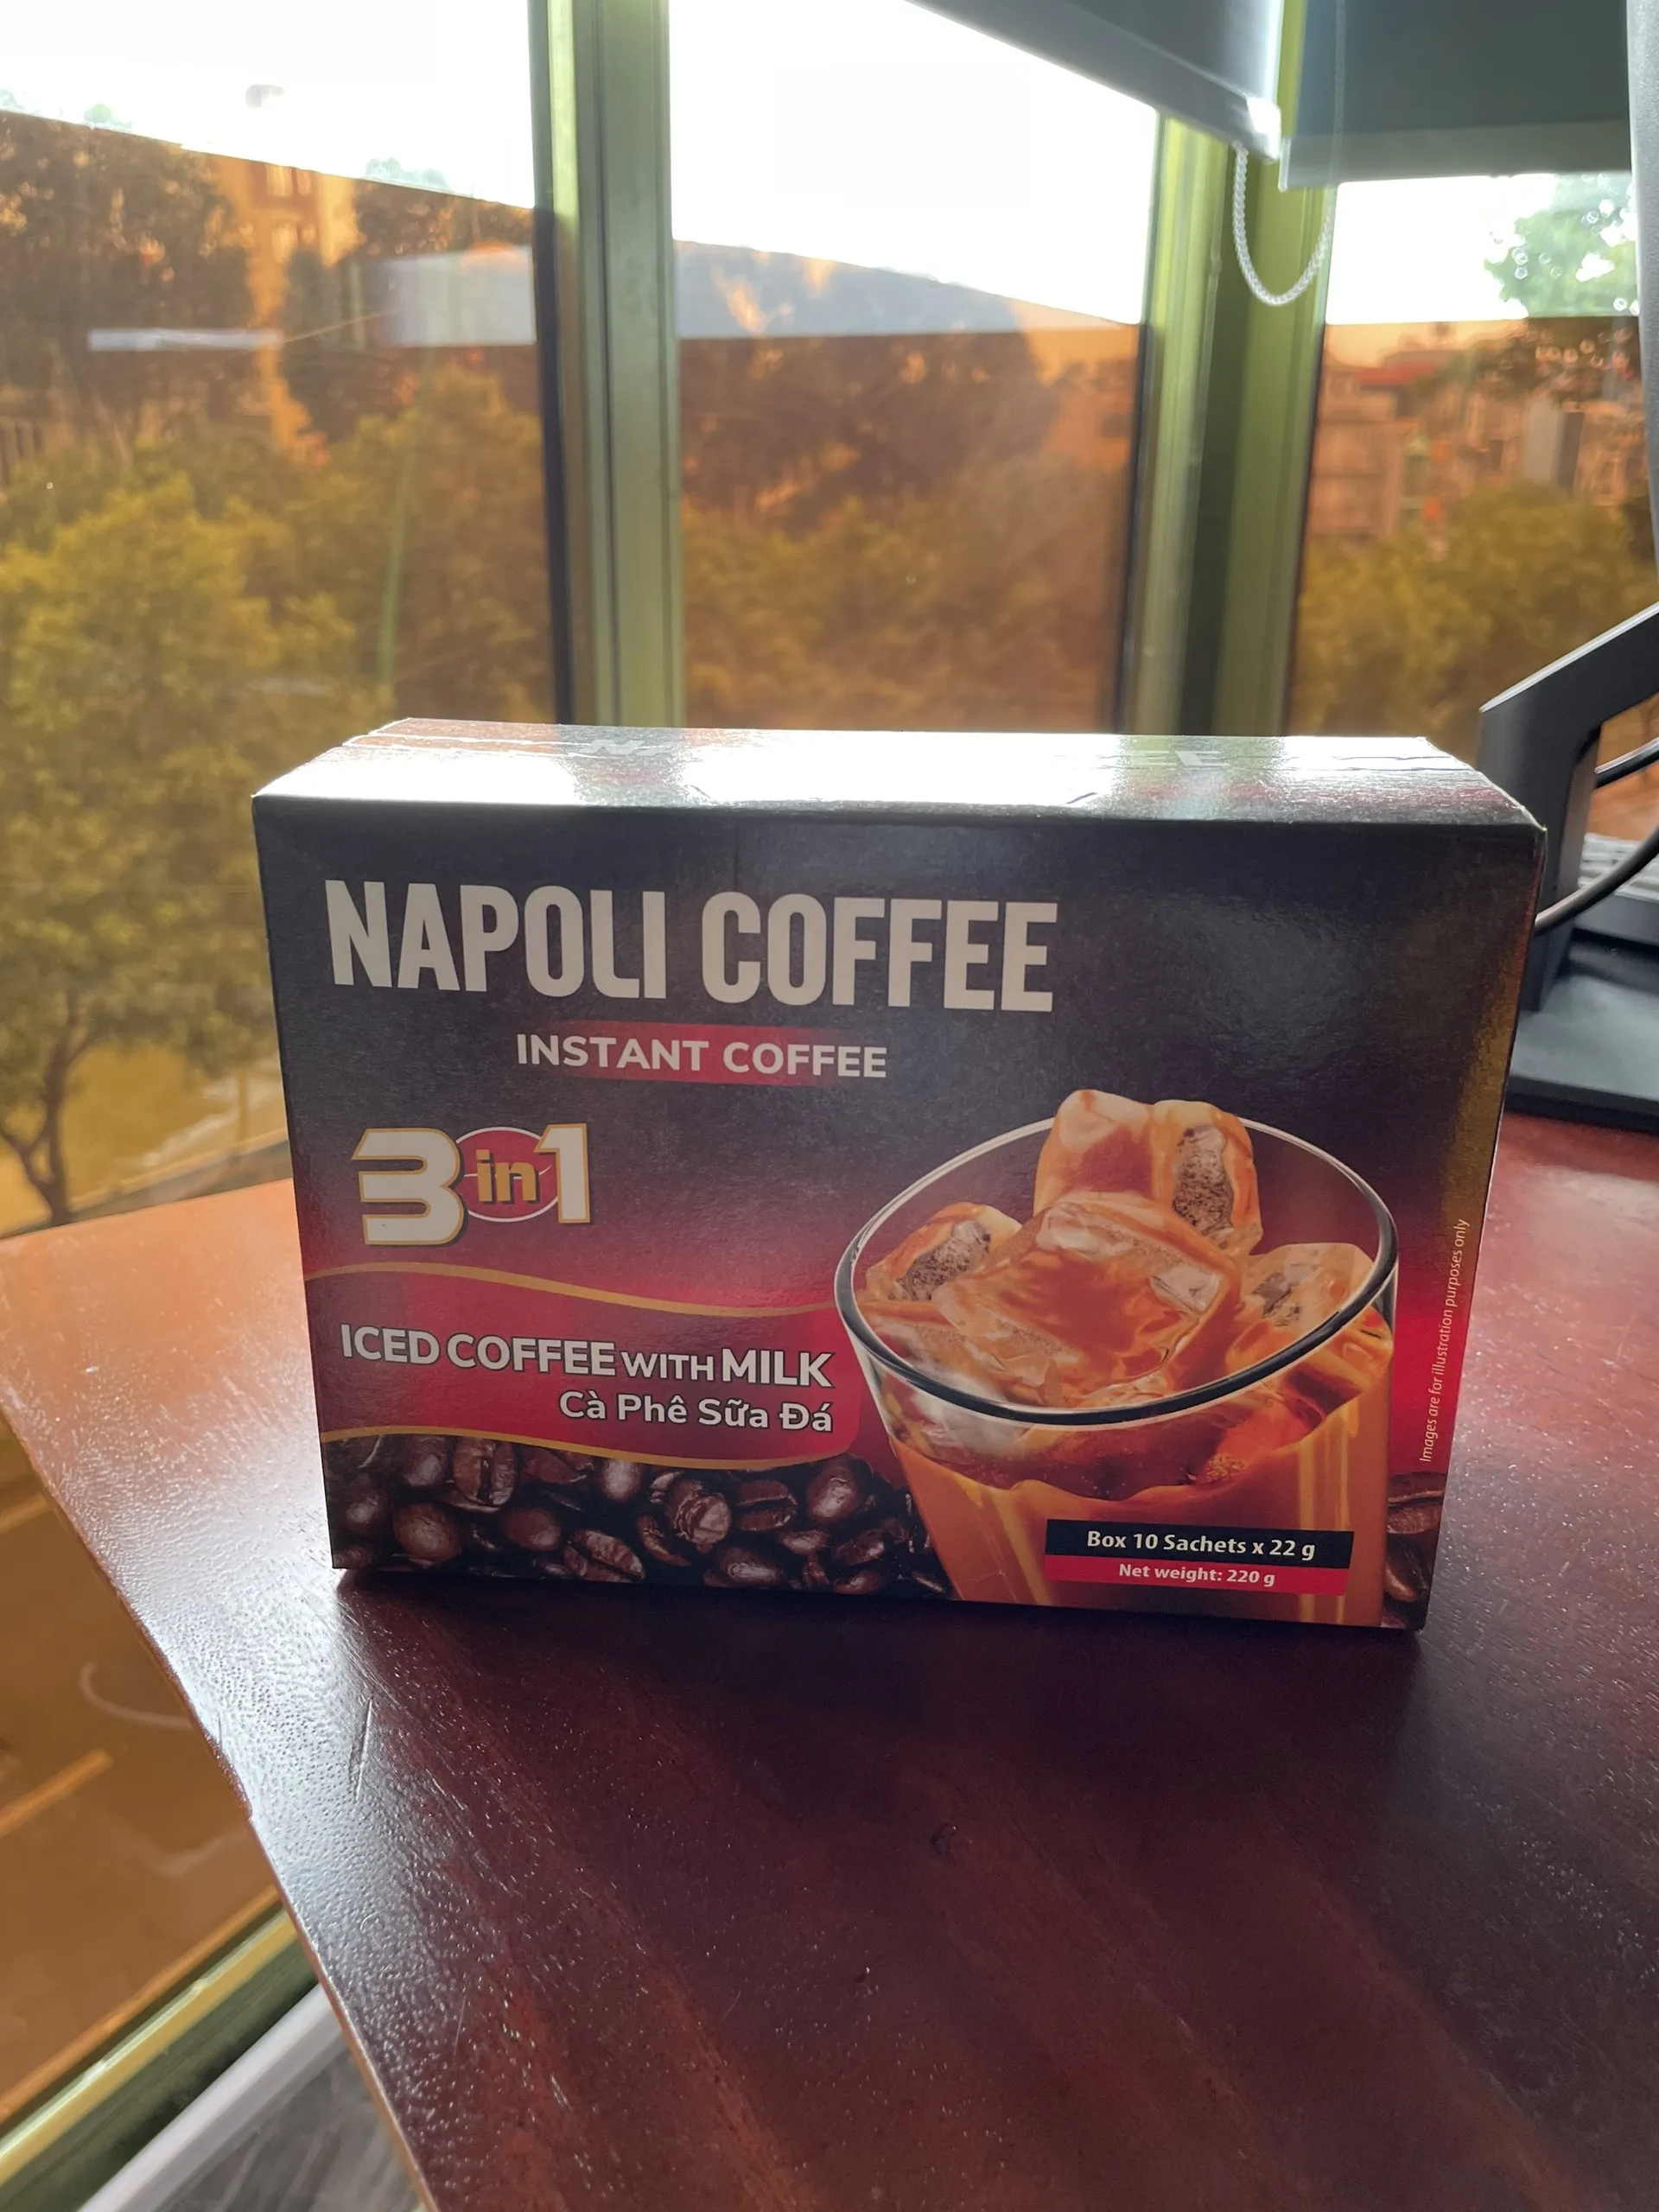 NAPOLI COFFEE
INSTANT COFFEE
3in1
ICED COFFEE WITH MILK
Cà Phê Sữa Đá
Images are for illustration purposes only
Box 10 Sachets x 22 g
Net weight: 220 g